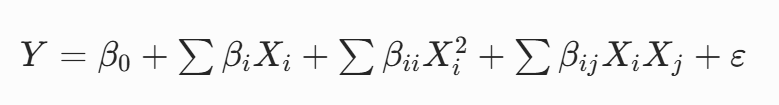 Y = β₀ + ∑ βᵢXᵢ + ∑ βᵢᵢXᵢ² + ∑ βᵢⱼXᵢXⱼ + ε